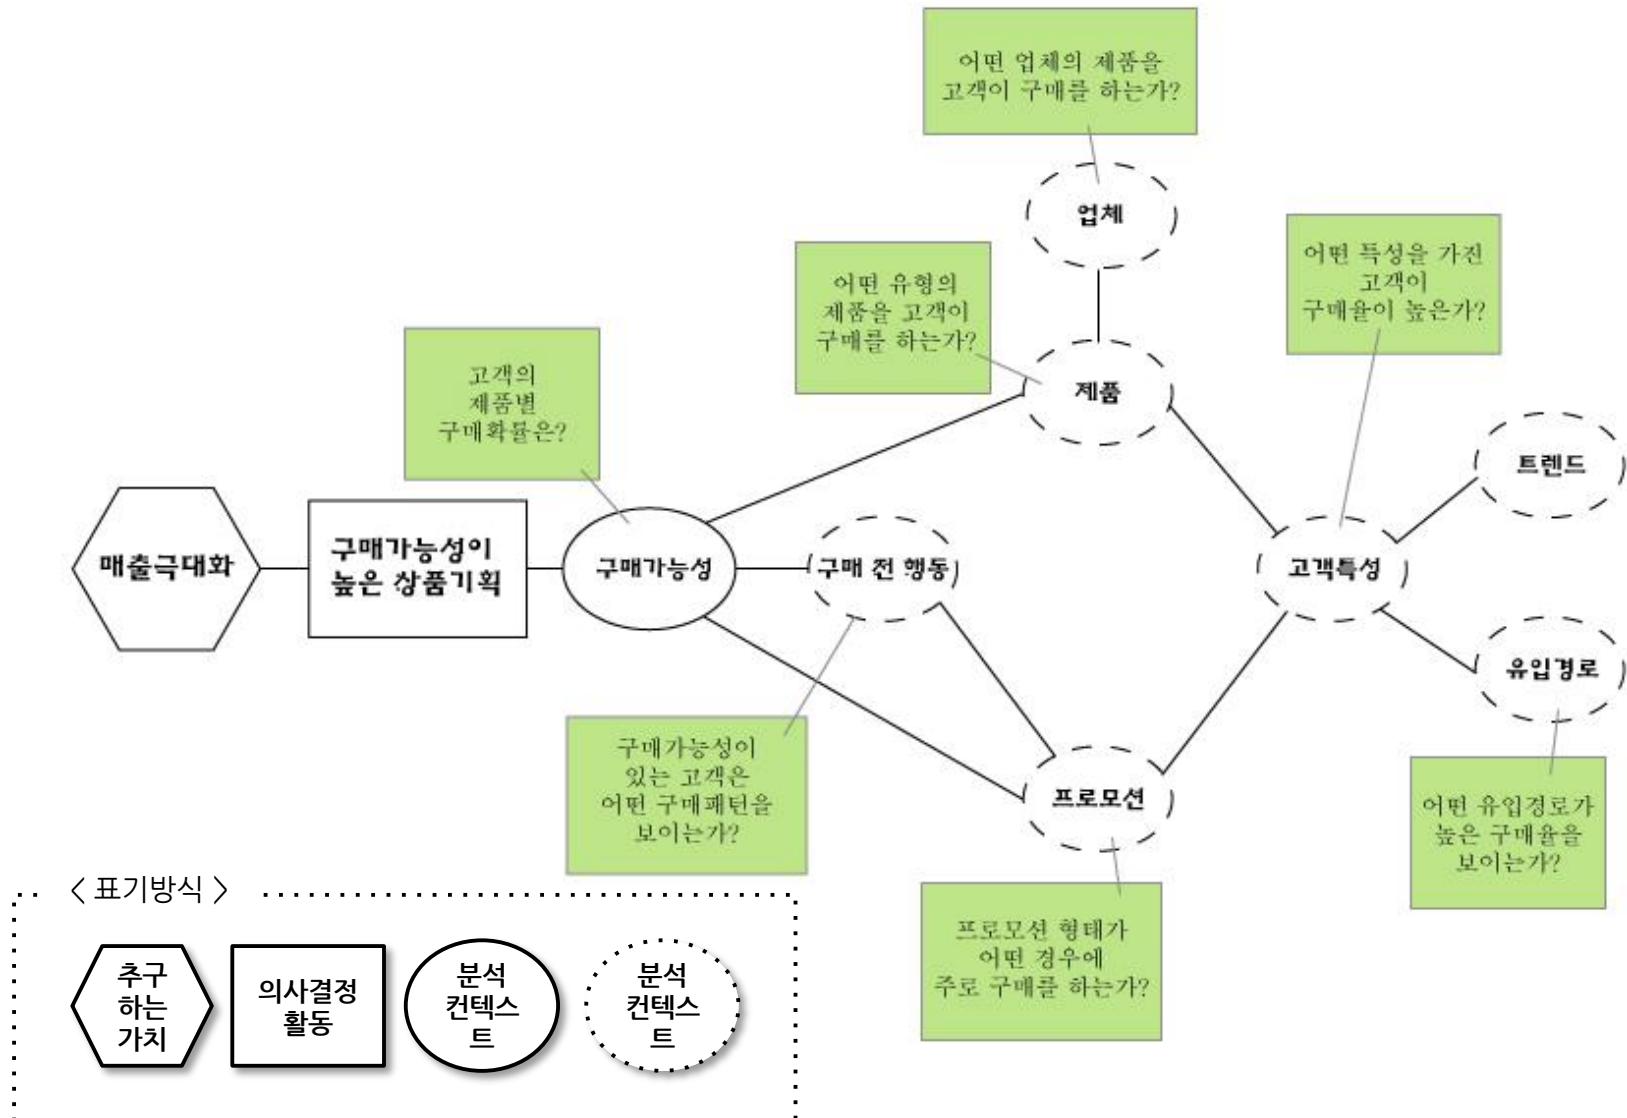 어떤 업체의 제품을
고객이 구매를 하는가?
업체
어떤 유형의
제품을 고객이
구매를 하는가?
어떤 특성을 가진
고객이
구매율이 높은가?
고객의
제품별
구매확률은?
제품
트렌드
매출극대화
구매가능성이
높은 상품기획
구매가능성
구매 전 행동
고객특성
유입경로
구매가능성이
있는 고객은
어떤 구매패턴을
보이는가?
프로모션
어떤 유입경로가
높은 구매율을
보이는가?
프로모션 형태가
어떤 경우에
주로 구매를 하는가?
< 표기방식 >
추구
하는
가치
의사결정
활동
분석
컨텍스
트
분석
컨텍스
트